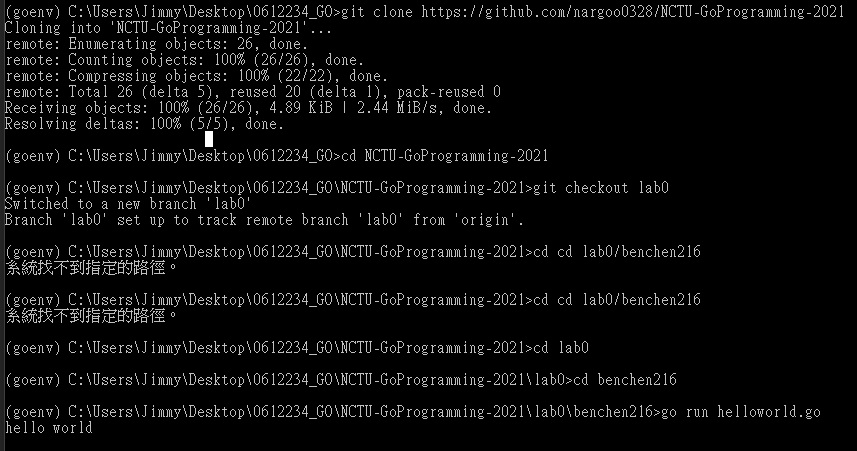 (goenv) C:\Users\Jimmy\Desktop\0612234_GO>git clone https://github.com/nargoo0328/NCTU-GoProgramming-2021
Cloning into 'NCTU-GoProgramming-2021'...
remote: Enumerating objects: 26, done.
remote: Counting objects: 100% (26/26), done.
remote: Compressing objects: 100% (22/22), done.
remote: Total 26 (delta 5), reused 20 (delta 1), pack-reused 0
Receiving objects: 100% (26/26), 4.89 KiB | 2.44 MiB/s, done.
Resolving deltas: 100% (5/5), done.
(goenv) C:\Users\Jimmy\Desktop\0612234_GO>cd NCTU-GoProgramming-2021
(goenv) C:\Users\Jimmy\Desktop\0612234_GO\NCTU-GoProgramming-2021>git checkout lab0
Switched to a new branch 'lab0'
Branch 'lab0' set up to track remote branch 'lab0' from 'origin'.
(goenv) C:\Users\Jimmy\Desktop\0612234_GO\NCTU-GoProgramming-2021>cd cd lab0/benchen216
系統找不到指定的路徑。
(goenv) C:\Users\Jimmy\Desktop\0612234_GO\NCTU-GoProgramming-2021>cd cd lab0/benchen216
系統找不到指定的路徑。
(goenv) C:\Users\Jimmy\Desktop\0612234_GO\NCTU-GoProgramming-2021>cd lab0
(goenv) C:\Users\Jimmy\Desktop\0612234_GO\NCTU-GoProgramming-2021\lab0>cd benchen216
(goenv) C:\Users\Jimmy\Desktop\0612234_GO\NCTU-GoProgramming-2021\lab0\benchen216>go run helloworld.go
hello world